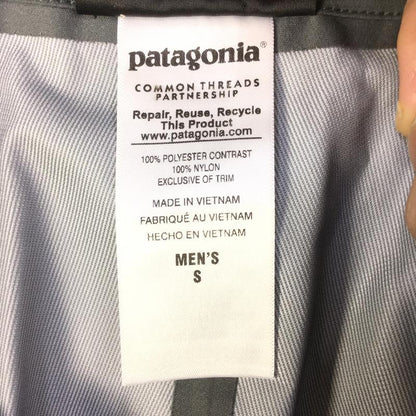 patagonia®
COMMON THREADS
PARTNERSHIP
Repair, Reuse, Recycle
This Product
www.patagonia.com
100% POLYESTER CONTRAST
100% NYLON
EXCLUSIVE OF TRIM
MADE IN VIETNAM
FABRIQUÉ AU VIETNAM
HECHO EN VIETNAM
MEN'S
S